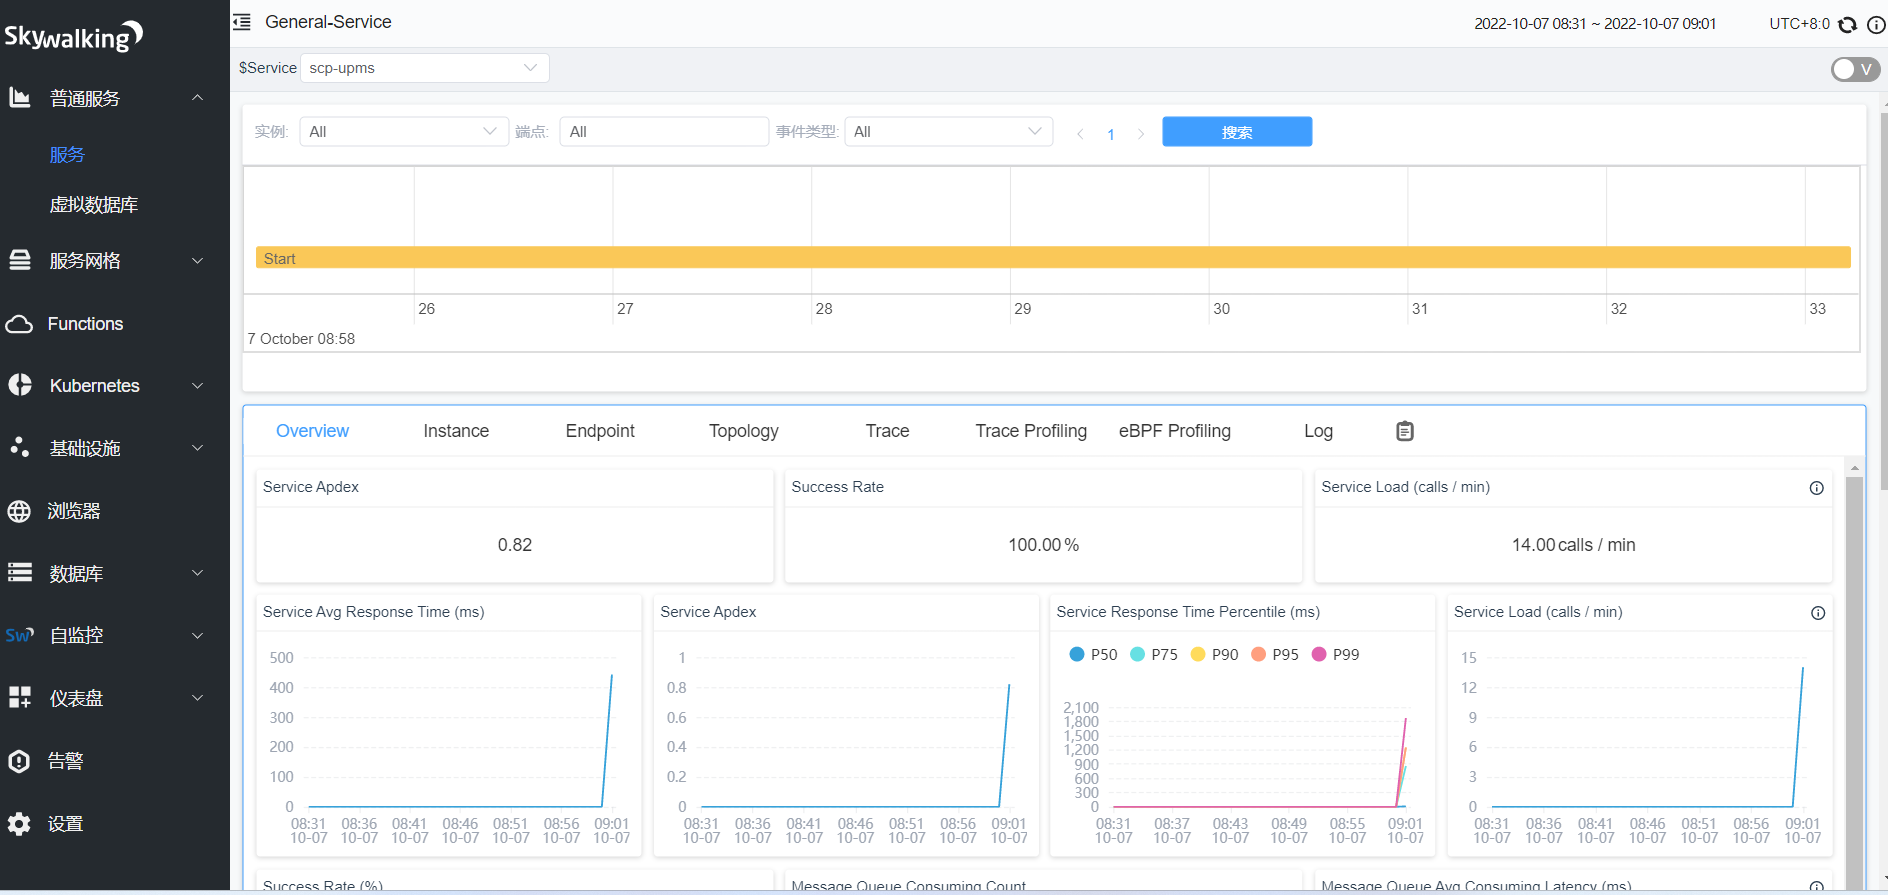 Skywalking
General-Service
2022-10-07 08:31 ~ 2022-10-07 09:01
UTC+8:0
$Service
scp-upms
V
普通服务
服务
虚拟数据库
服务网格
Functions
Kubernetes
基础设施
浏览器
数据库
Sw
自监控
仪表盘
告警
设置
实例: All 端点: All 事件类型: All 1 搜索
Start
26 27 28 29 30 31 32 33
7 October 08:58
Overview Instance Endpoint Topology Trace Trace Profiling eBPF Profiling Log
Service Apdex
0.82
Success Rate
100.00 %
Service Load (calls / min)
14.00 calls / min
Service Avg Response Time (ms)
500
400
300
200
100
0
08:31 08:36 08:41 08:46 08:51 08:56 09:01
10-07 10-07 10-07 10-07 10-07 10-07 10-07
Service Apdex
1
0.8
0.6
0.4
0.2
0
08:31 08:36 08:41 08:46 08:51 08:56 09:01
10-07 10-07 10-07 10-07 10-07 10-07 10-07
Service Response Time Percentile (ms)
P50 P75 P90 P95 P99
2,100
1,800
1,500
1,200
900
600
300
0
08:31 08:37 08:43 08:49 08:55 09:01
10-07 10-07 10-07 10-07 10-07 10-07
Service Load (calls / min)
15
12
9
6
3
0
08:31 08:36 08:41 08:46 08:51 08:56 09:01
10-07 10-07 10-07 10-07 10-07 10-07 10-07
Success Rate (%)
Message Queue Consuming Count
Message Queue Avg Consuming Latency (ms)